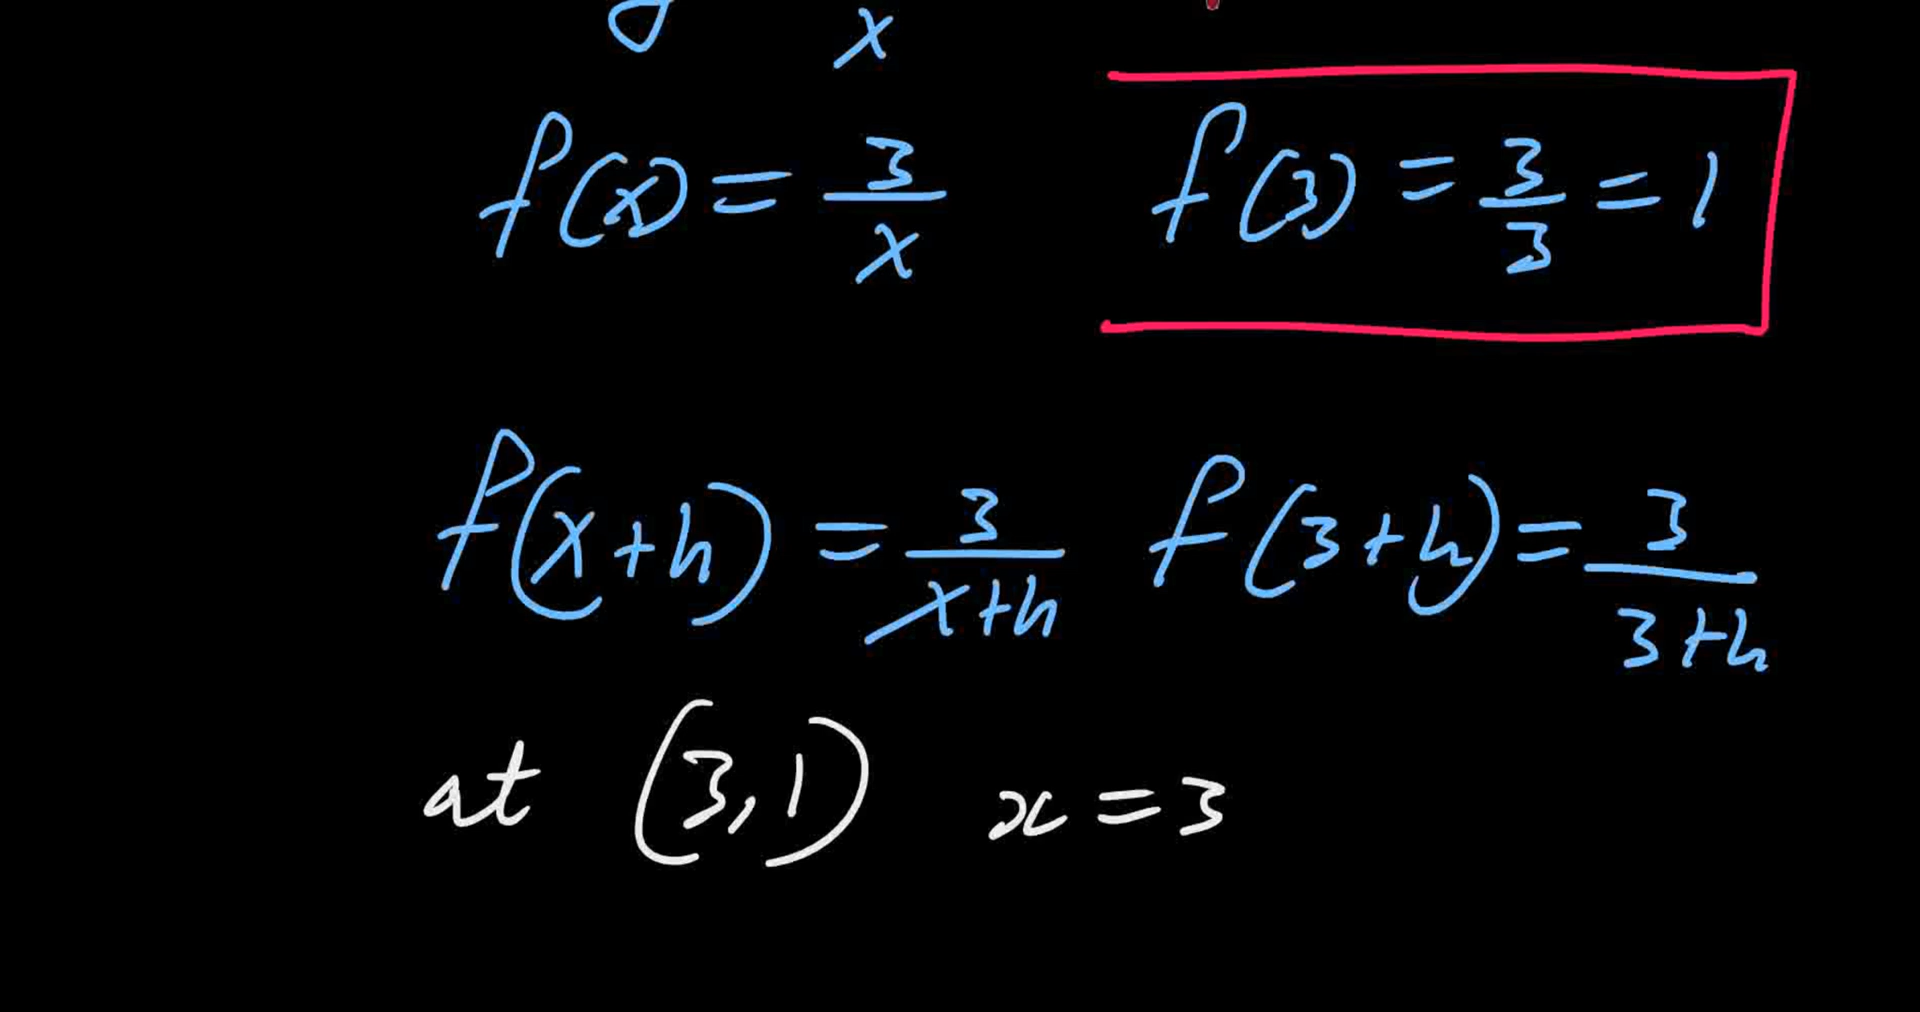 y x
f(x) = 3/x f(3) = 3/3 = 1
f(x+h) = 3/(x+h) f(3+h) = 3/(3+h)
at (3,1) x=3